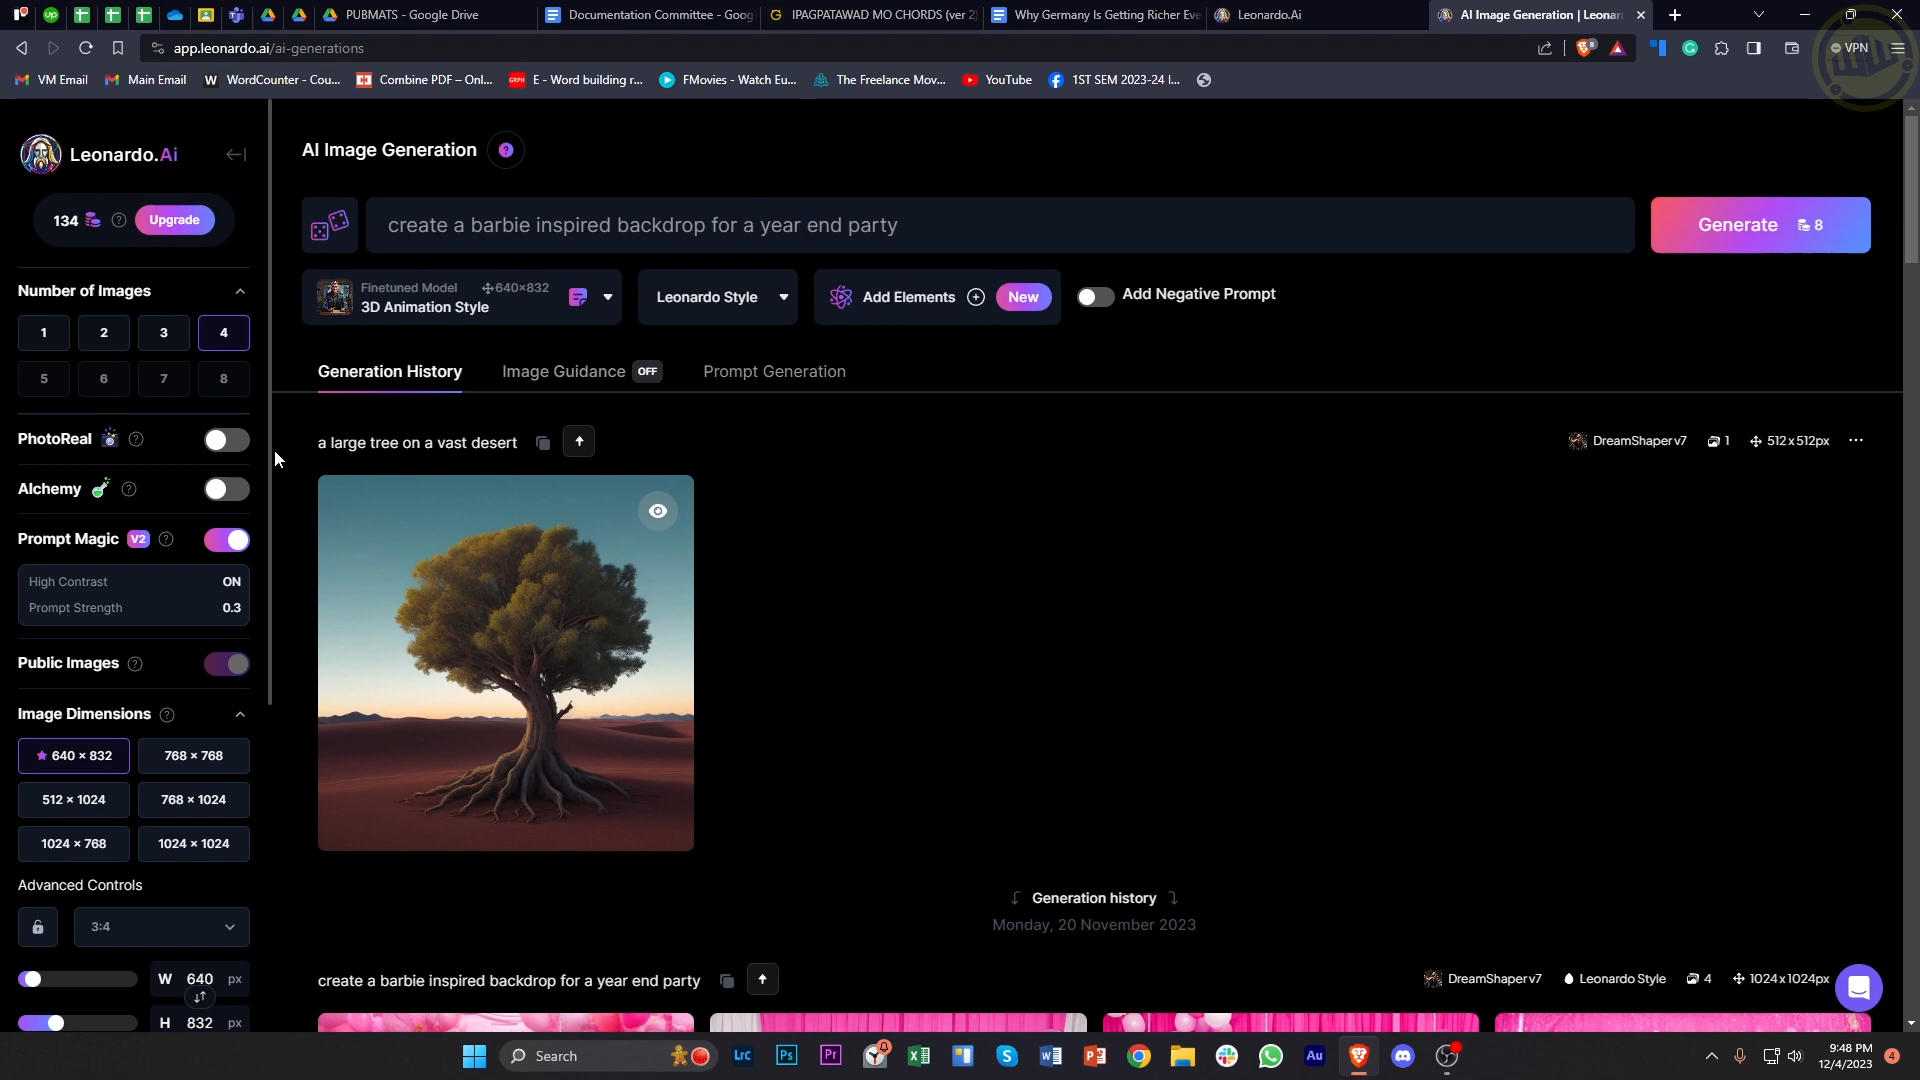 PUBMATS - Google Drive
Documentation Committee - Goog
IPAGPATAWAD MO CHORDS (ver 2)
Why Germany Is Getting Richer Eve
Leonardo.Ai
AI Image Generation | Leonar
app.leonardo.ai/ai-generations
VPN
VM Email
Main Email
WordCounter - Cou...
Combine PDF – Onl...
E - Word building r...
FMovies - Watch Eu...
The Freelance Mov...
YouTube
1ST SEM 2023-24 I...
Leonardo.Ai
134
Upgrade
AI Image Generation
create a barbie inspired backdrop for a year end party
Generate 8
Finetuned Model 640×832
3D Animation Style
Leonardo Style
Add Elements
New
Add Negative Prompt
Number of Images
1 2 3 4
5 6 7 8
PhotoReal
Alchemy
Prompt Magic V2
High Contrast ON
Prompt Strength 0.3
Public Images
Image Dimensions
640 × 832
768 × 768
512 × 1024
768 × 1024
1024 × 768
1024 × 1024
Advanced Controls
3:4
W 640 px
H 832 px
Generation History
Image Guidance OFF
Prompt Generation
a large tree on a vast desert
DreamShaper v7 1 512 x 512px
Generation history
Monday, 20 November 2023
create a barbie inspired backdrop for a year end party
DreamShaper v7 Leonardo Style 4 1024 x 1024px
Search
Lrc
Ps
Pr
Au
9:48 PM
12/4/2023
4